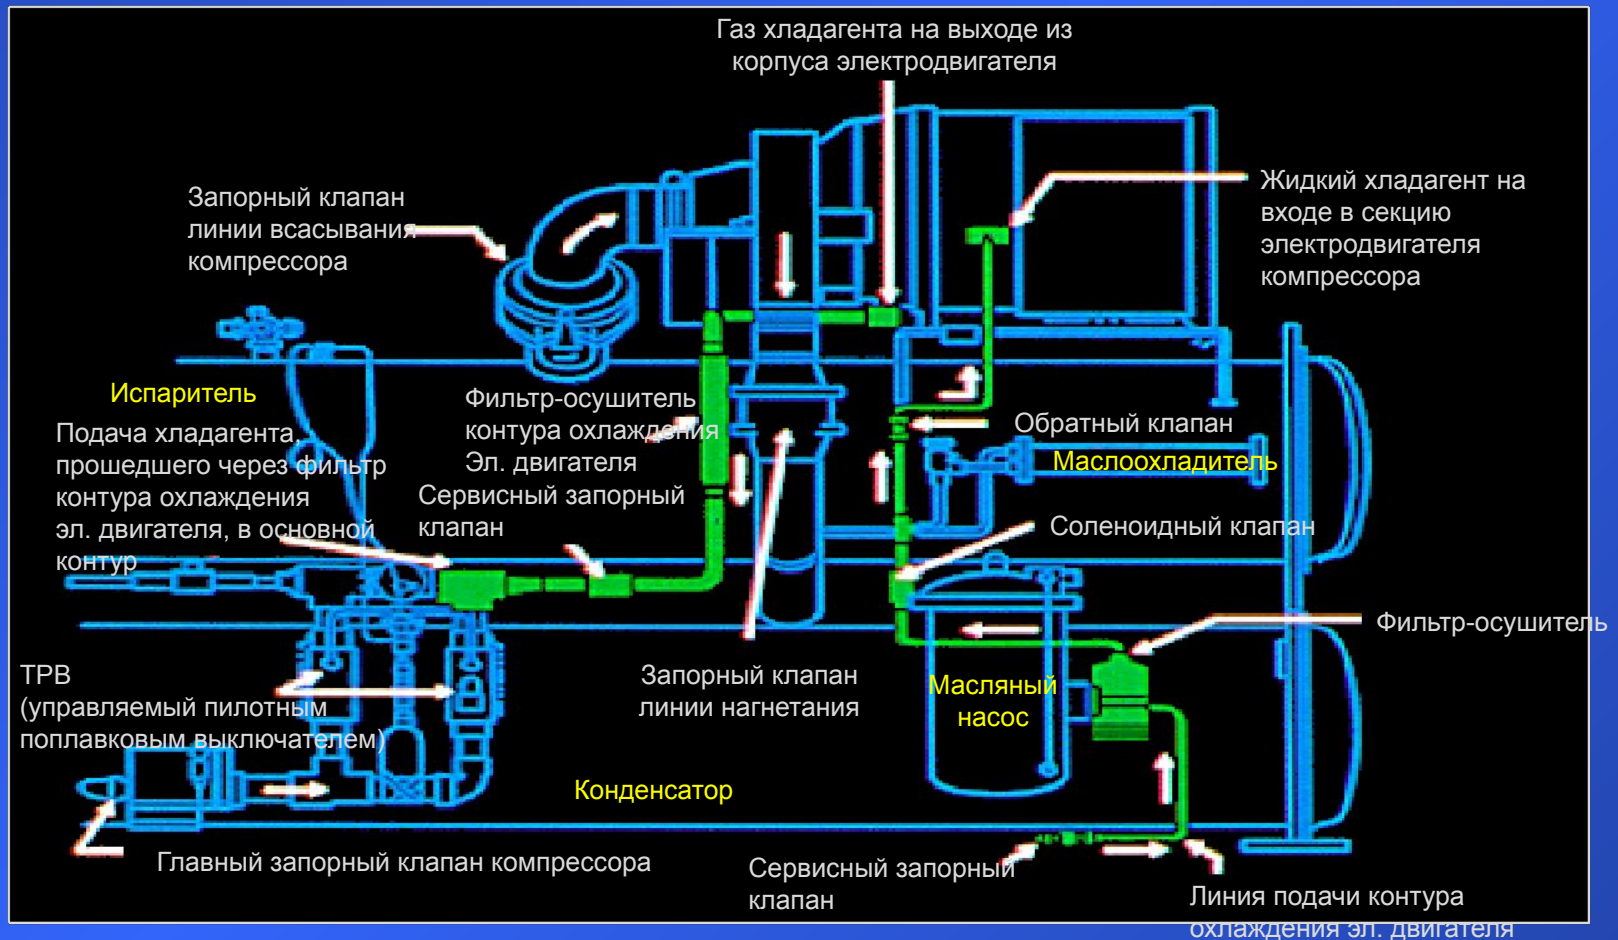 Газ хладагента на выходе из
корпуса электродвигателя
Запорный клапан
линии всасывания
компрессора
Жидкий хладагент на
входе в секцию
электродвигателя
компрессора
Испаритель
Подача хладагента,
прошедшего через фильтр
контура охлаждения
эл. двигателя, в основной
контур
Фильтр-осушитель
контура охлаждения
Эл. двигателя
Сервисный запорный
клапан
Обратный клапан
Маслоохладитель
Соленоидный клапан
Фильтр-осушитель
ТРВ
(управляемый пилотным
поплавковым выключателем)
Запорный клапан
линии нагнетания
Масляный
насос
Конденсатор
Главный запорный клапан компрессора
Сервисный запорный
клапан
Линия подачи контура
охлаждения эл. двигателя